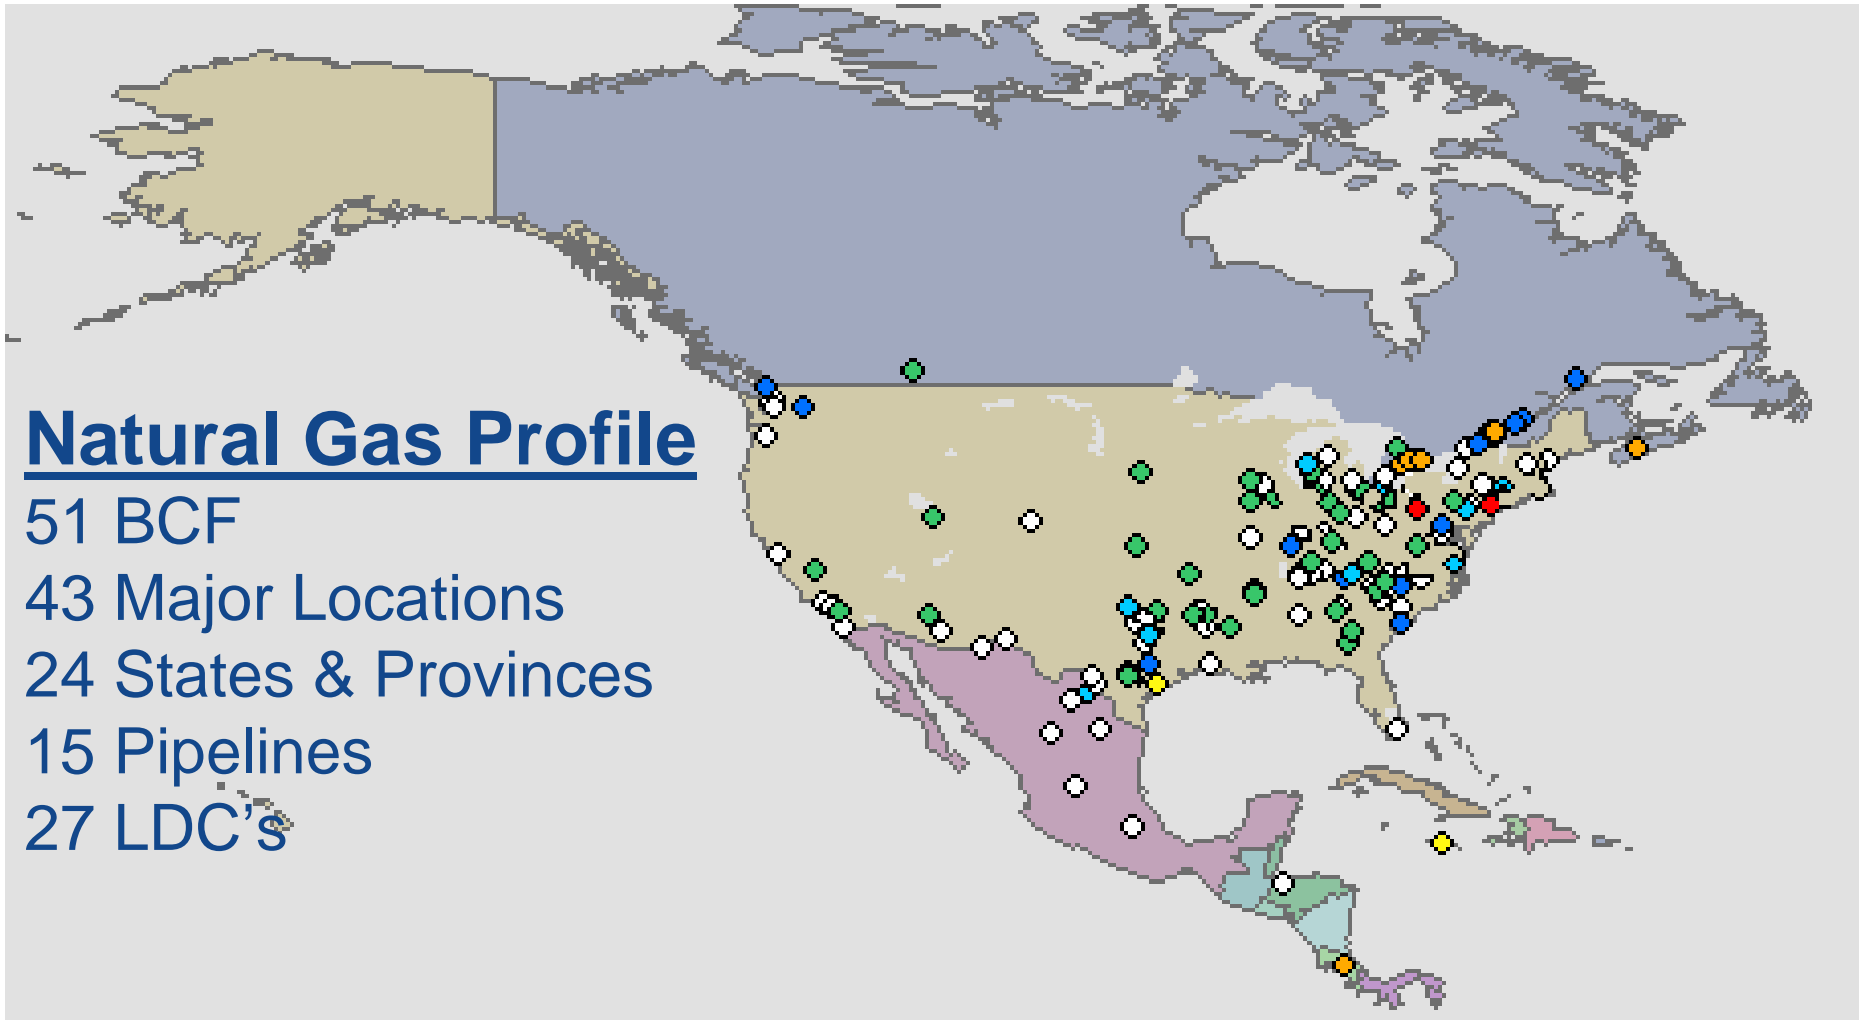 Natural Gas Profile
51 BCF
43 Major Locations
24 States & Provinces
15 Pipelines
27 LDC’s